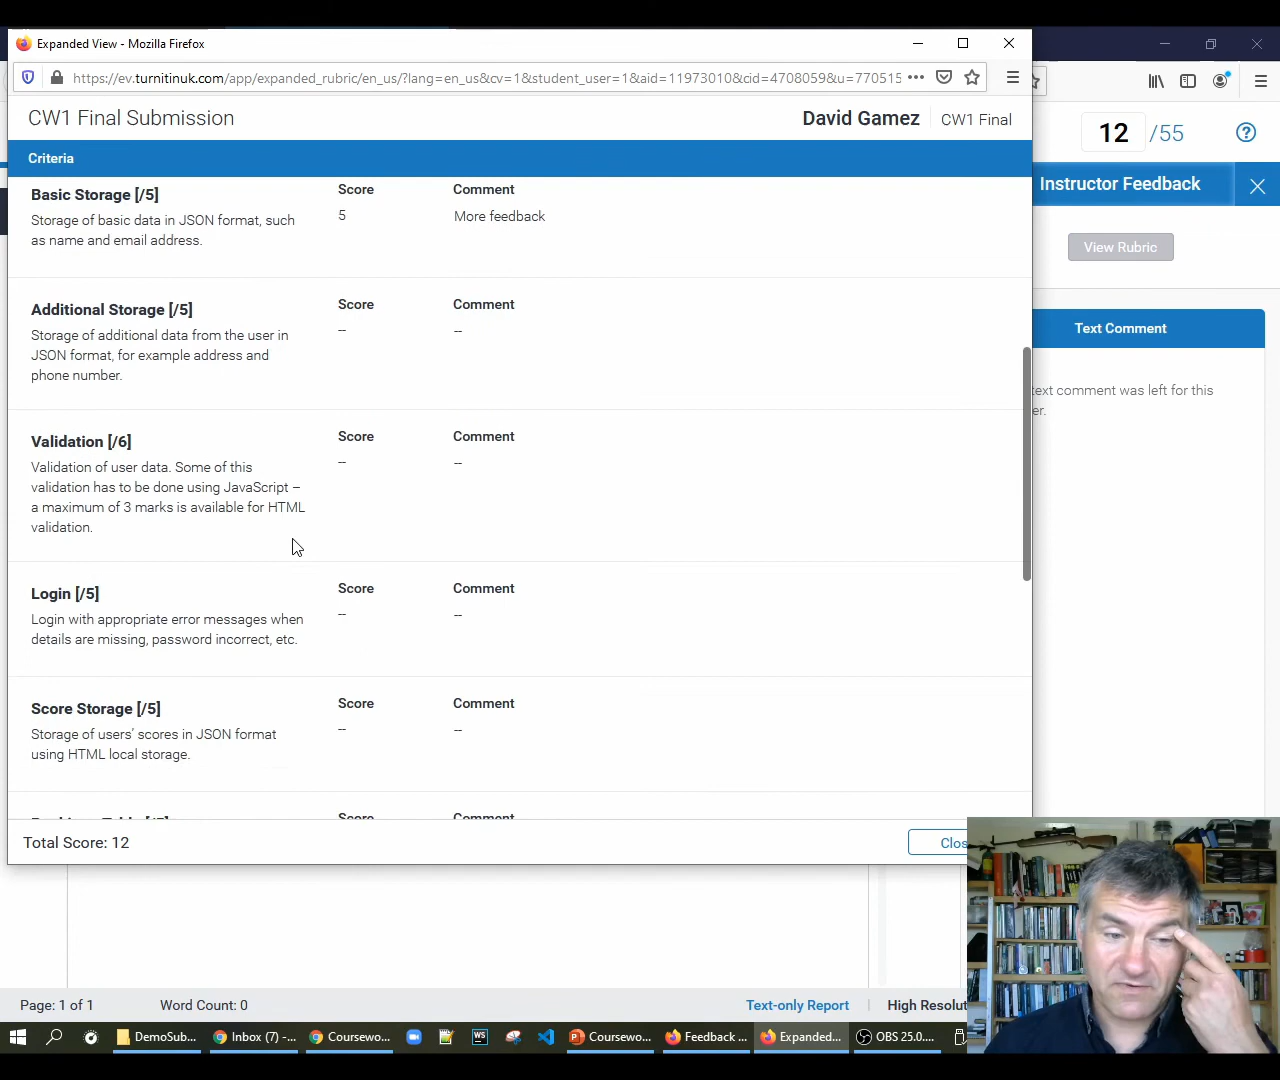 Expanded View - Mozilla Firefox
https://ev.turnitinuk.com/app/expanded_rubric/en_us/?lang=en_us&cv=1&student_user=1&aid=11973010&cid=4708059&u=770515
CW1 Final Submission
David Gamez
CW1 Final
12 /55
Criteria
Instructor Feedback
Basic Storage [/5]
Score
Comment
Storage of basic data in JSON format, such
as name and email address.
5
More feedback
View Rubric
Additional Storage [/5]
Score
Comment
Storage of additional data from the user in
JSON format, for example address and
phone number.
--
--
Text Comment
text comment was left for this
er.
Validation [/6]
Score
Comment
Validation of user data. Some of this
validation has to be done using JavaScript –
a maximum of 3 marks is available for HTML
validation.
--
--
Login [/5]
Score
Comment
Login with appropriate error messages when
details are missing, password incorrect, etc.
--
--
Score Storage [/5]
Score
Comment
Storage of users' scores in JSON format
using HTML local storage.
--
--
Score
Comment
Total Score: 12
Clos
Page: 1 of 1
Word Count: 0
Text-only Report
High Resolut
DemoSub...
Inbox (7) -...
Coursewo...
WS
Coursewo...
Feedback ...
Expanded...
OBS 25.0....